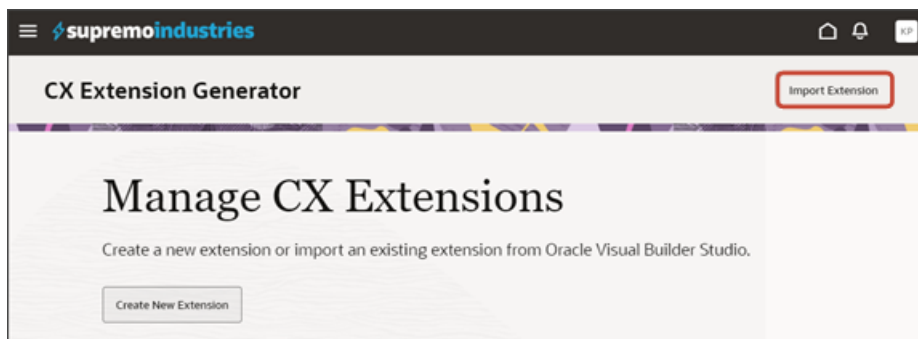 supremoindustries
KP
CX Extension Generator
Import Extension
Manage CX Extensions
Create a new extension or import an existing extension from Oracle Visual Builder Studio.
Create New Extension